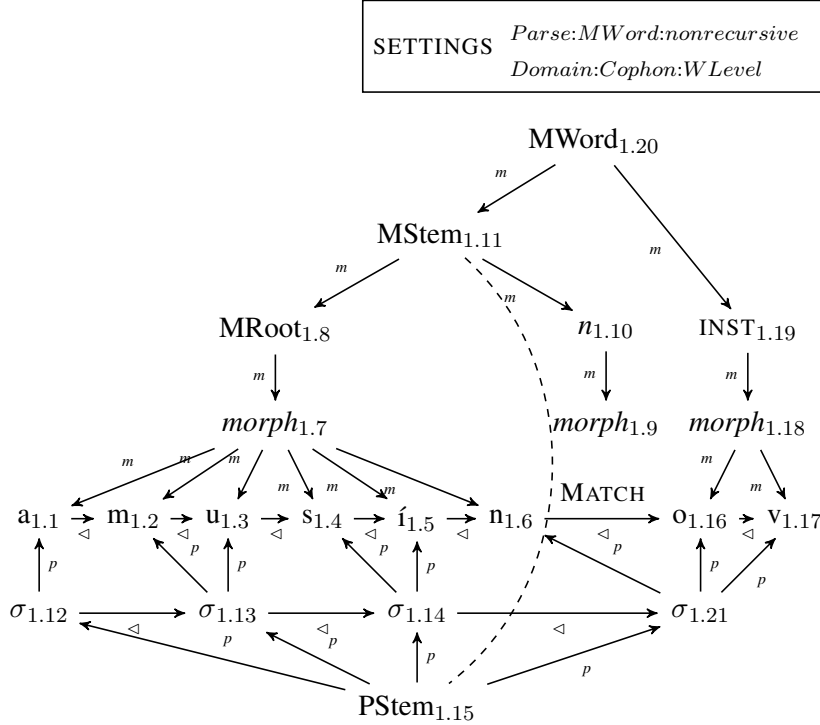 SETTINGS Parse:MWord:nonrecursive
Domain:Cophon:WLevel
MWord1.20
m
MStem1.11
m m m
MRoot1.8 n1.10 INST1.19
m m m
morph1.7 morph1.9 morph1.18
m m m m m m m m
MATCH
a1.1 m1.2 u1.3 s1.4 í1.5 n1.6 o1.16 v1.17
◁ ◁ ◁ ◁ ◁ ◁ ◁
p p p p p p p p
σ1.12 σ1.13 σ1.14 σ1.21
◁ ◁ ◁
p p p p
PStem1.15